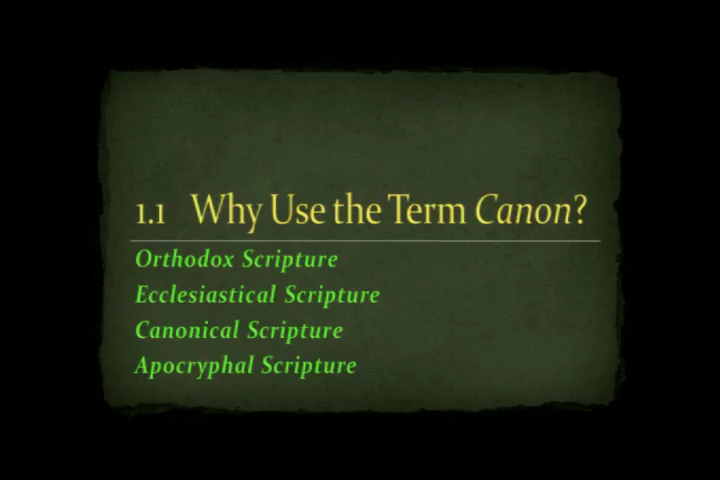 1.1 Why Use the Term Canon?
Orthodox Scripture
Ecclesiastical Scripture
Canonical Scripture
Apocryphal Scripture